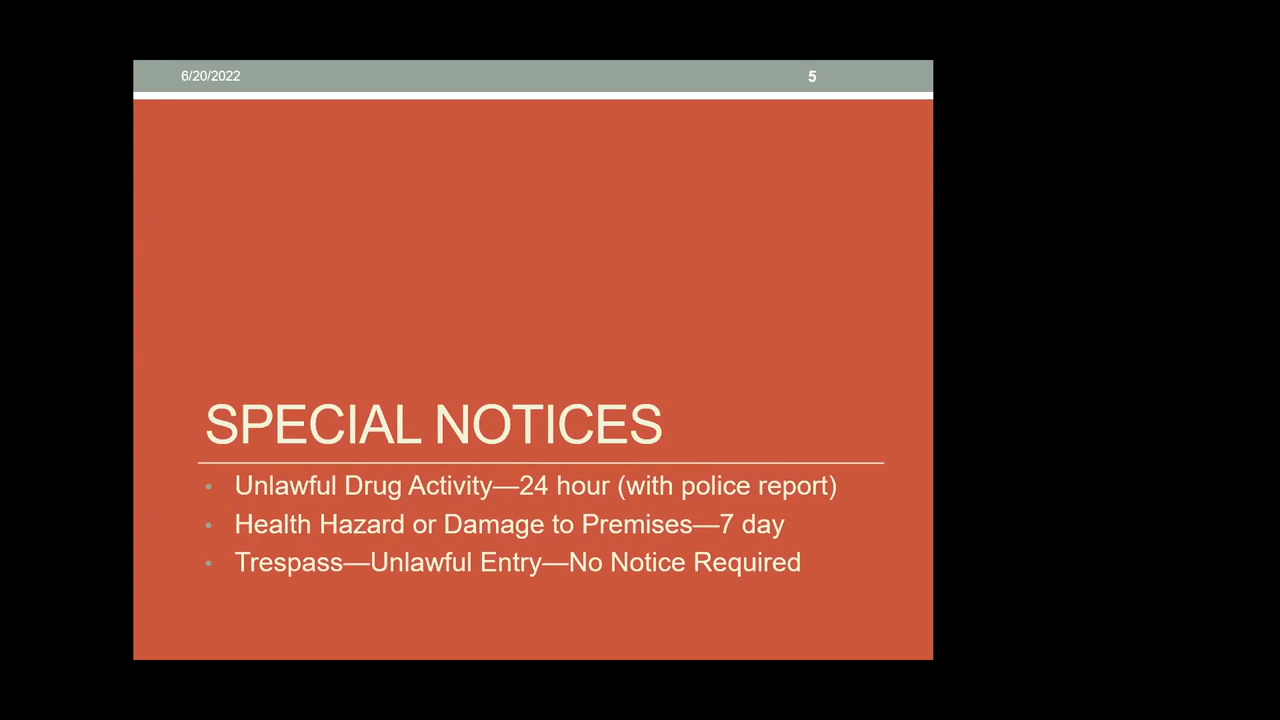 6/20/2022
5
SPECIAL NOTICES
• Unlawful Drug Activity—24 hour (with police report)
• Health Hazard or Damage to Premises—7 day
• Trespass—Unlawful Entry—No Notice Required